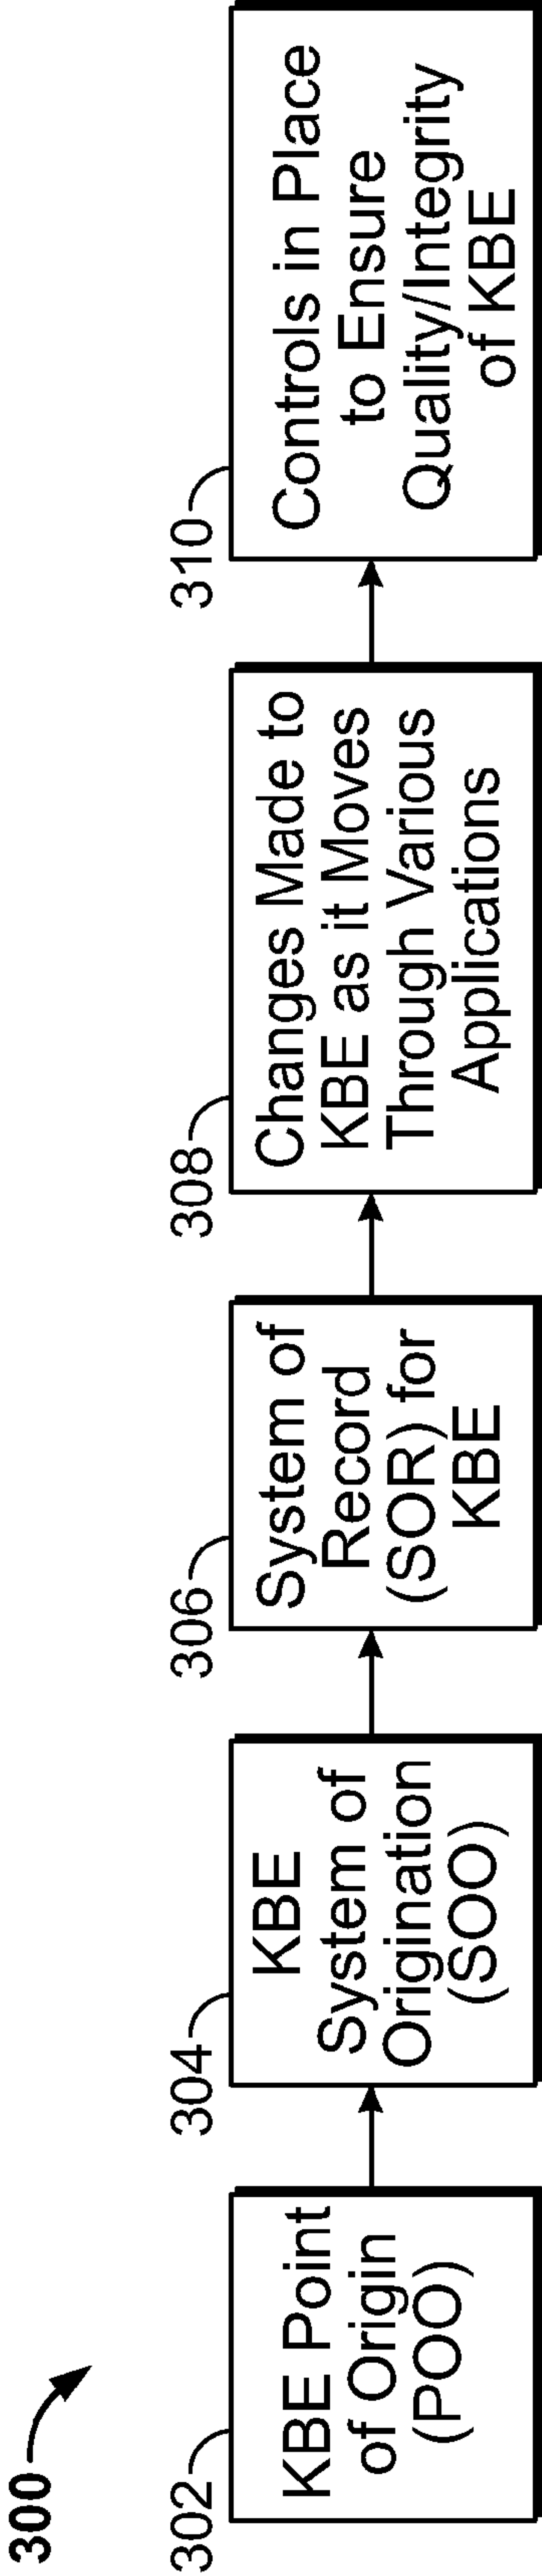 300
302
KBE Point
of Origin
(POO)
304
KBE
System of
Origination
(SOO)
306
System of
Record
(SOR) for
KBE
308
Changes Made to
KBE as it Moves
Through Various
Applications
310
Controls in Place
to Ensure
Quality/Integrity
of KBE